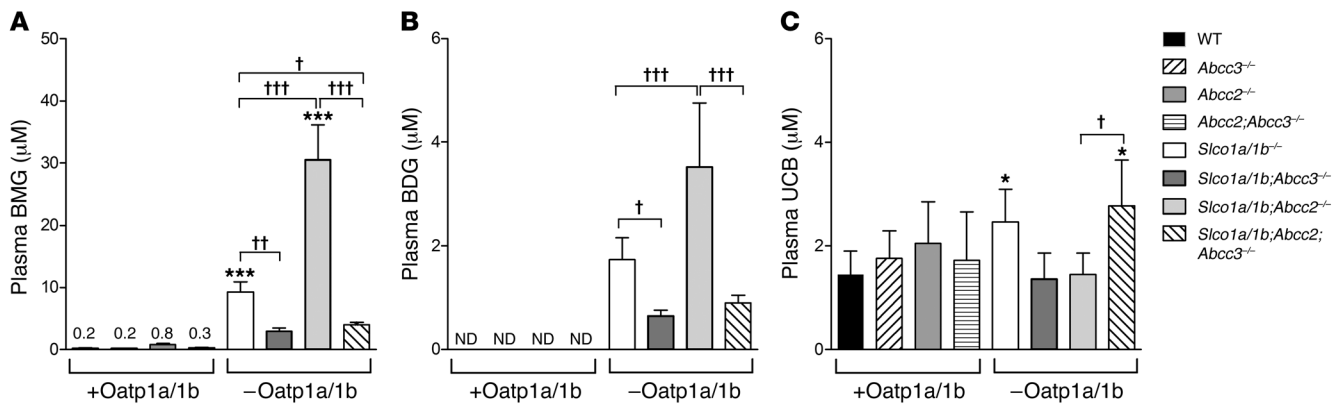 A
Plasma BMG (μM)
50
40
30
20
10
0
0.2
0.2
0.8
0.3
***
††
†††
†
***
†††
+Oatp1a/1b
–Oatp1a/1b
B
Plasma BDG (μM)
6
4
2
0
ND
ND
ND
ND
†
†††
†††
+Oatp1a/1b
–Oatp1a/1b
C
Plasma UCB (μM)
6
4
2
0
*
†
*
+Oatp1a/1b
–Oatp1a/1b
WT
Abcc3–/–
Abcc2–/–
Abcc2;Abcc3–/–
Slco1a/1b–/–
Slco1a/1b;Abcc3–/–
Slco1a/1b;Abcc2–/–
Slco1a/1b;Abcc2;
Abcc3–/–